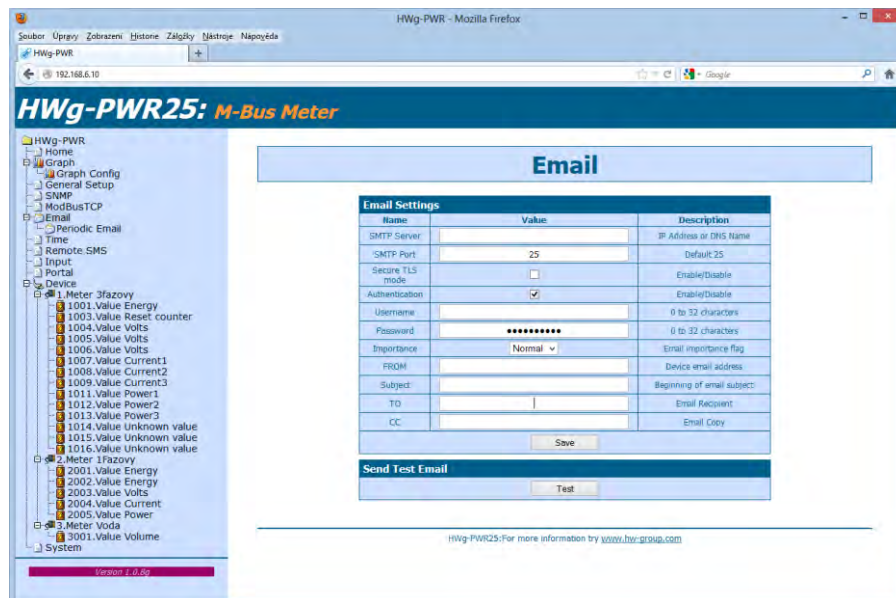 HWg-PWR - Mozilla Firefox
Soubor Úpravy Zobrazení Historie Záložky Nástroje Nápověda
HWg-PWR
192.168.6.10
Google
HWg-PWR25: M-Bus Meter
HWg-PWR
Home
Graph
Graph Config
General Setup
SNMP
ModBusTCP
Email
Periodic Email
Time
Remote SMS
Input
Portal
Device
1.Meter 3fazovy
1001.Value Energy
1003.Value Reset counter
1004.Value Volts
1005.Value Volts
1006.Value Volts
1007.Value Current1
1008.Value Current2
1009.Value Current3
1011.Value Power1
1012.Value Power2
1013.Value Power3
1014.Value Unknown value
1015.Value Unknown value
1016.Value Unknown value
2.Meter 1Fazovy
2001.Value Energy
2002.Value Energy
2003.Value Volts
2004.Value Current
2005.Value Power
3.Meter Voda
3001.Value Volume
System
Version 1.0.8g
Email
Email Settings
Name Value Description
SMTP Server IP Address or DNS Name
SMTP Port 25 Default 25
Secure TLS mode Enable/Disable
Authentication Enable/Disable
Username 0 to 32 characters
Password ●●●●●●●●●● 0 to 32 characters
Importance Normal Email importance flag
FROM Device email address
Subject Beginning of email subject
TO Email Recipient
CC Email Copy
Save
Send Test Email
Test
HWg-PWR25:For more information try www.hw-group.com